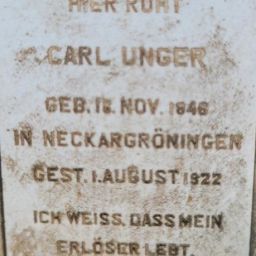 HIER RUHT
CARL UNGER
GEB. 18. NOV. 1846
IN NECKARGRÖNINGEN
GEST. 1. AUGUST 1922
ICH WEISS, DASS MEIN
ERLÖSER LEBT.